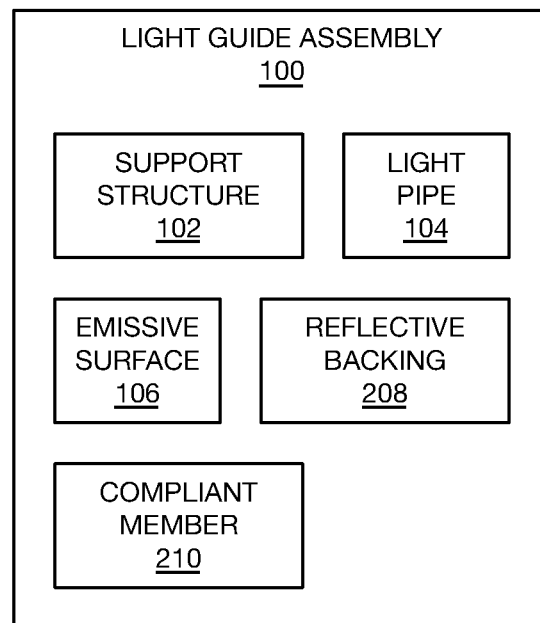 LIGHT GUIDE ASSEMBLY
100
SUPPORT
STRUCTURE
102
LIGHT
PIPE
104
EMISSIVE
SURFACE
106
REFLECTIVE
BACKING
208
COMPLIANT
MEMBER
210